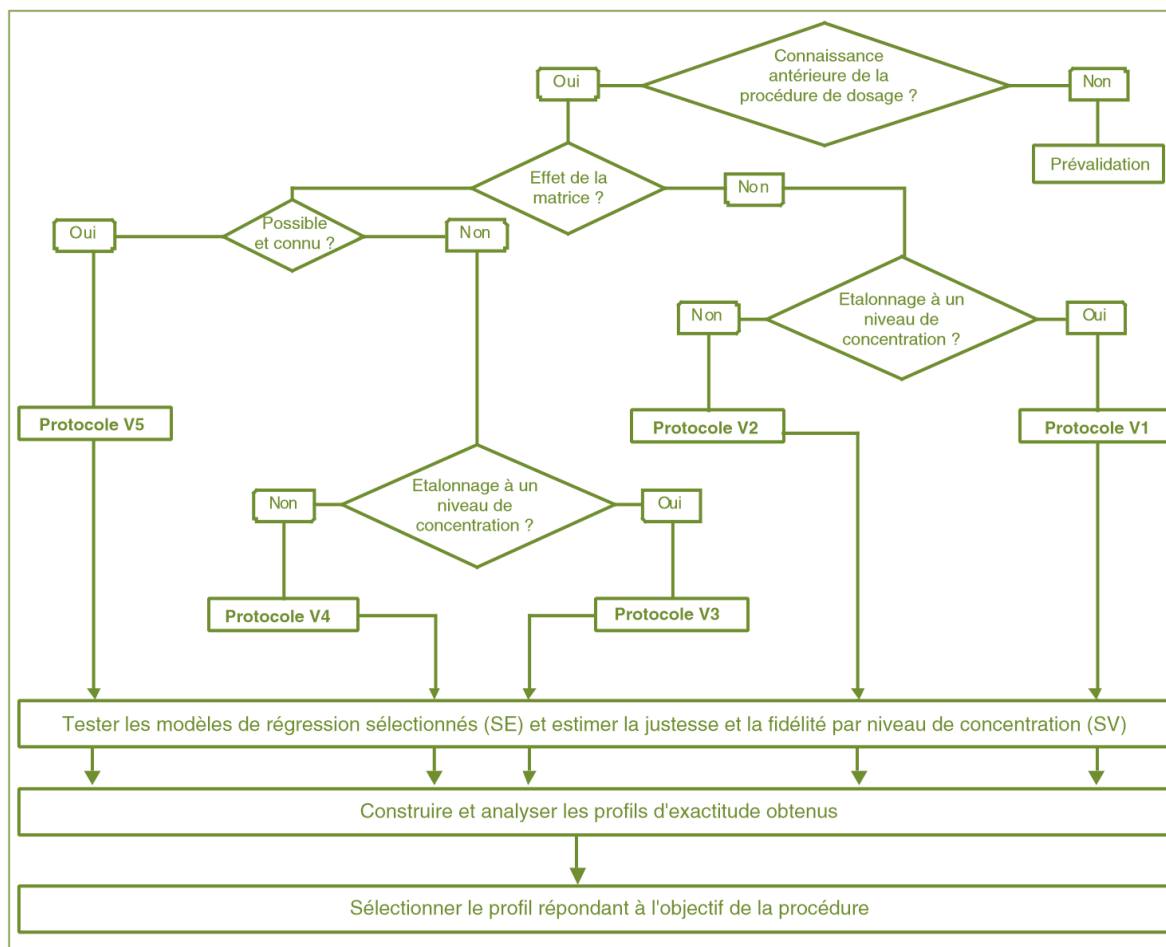 Connaissance
antérieure de la
procédure de dosage ?
Oui
Non
Prévalidation
Effet de la
matrice ?
Non
Possible
et connu ?
Oui
Non
Etalonnage à un
niveau de
concentration ?
Non
Oui
Protocole V5
Protocole V2
Protocole V1
Etalonnage à un
niveau de
concentration ?
Non
Oui
Protocole V4
Protocole V3
Tester les modèles de régression sélectionnés (SE) et estimer la justesse et la fidélité par niveau de concentration (SV)
Construire et analyser les profils d'exactitude obtenus
Sélectionner le profil répondant à l'objectif de la procédure